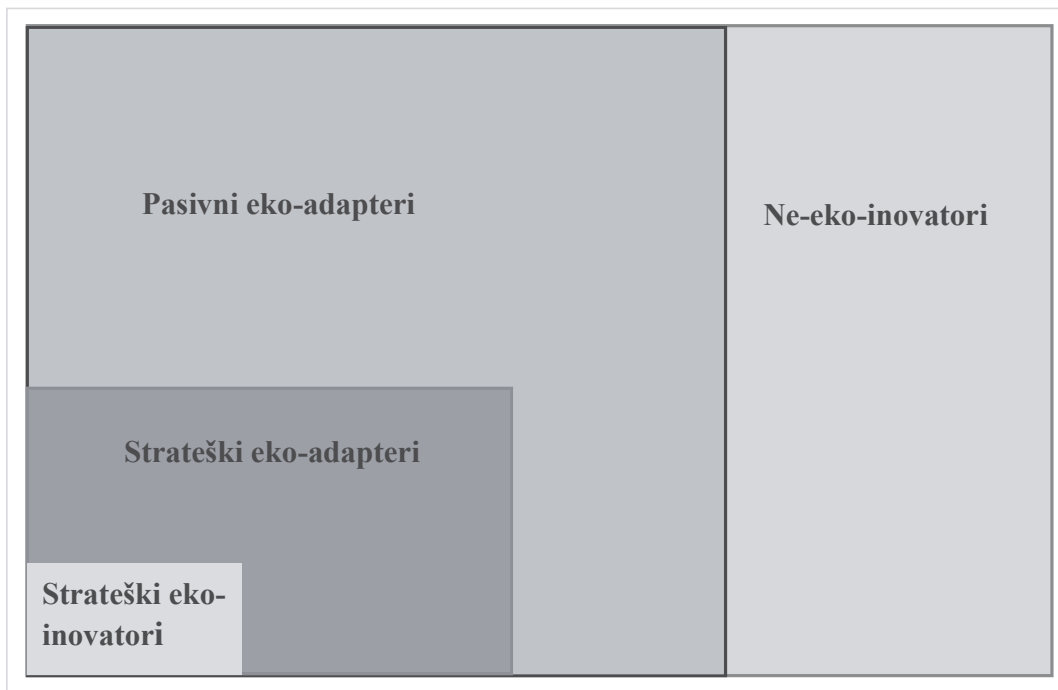 Pasivni eko-adapteri
Ne-eko-inovatori
Strateški eko-adapteri
Strateški eko-
inovatori